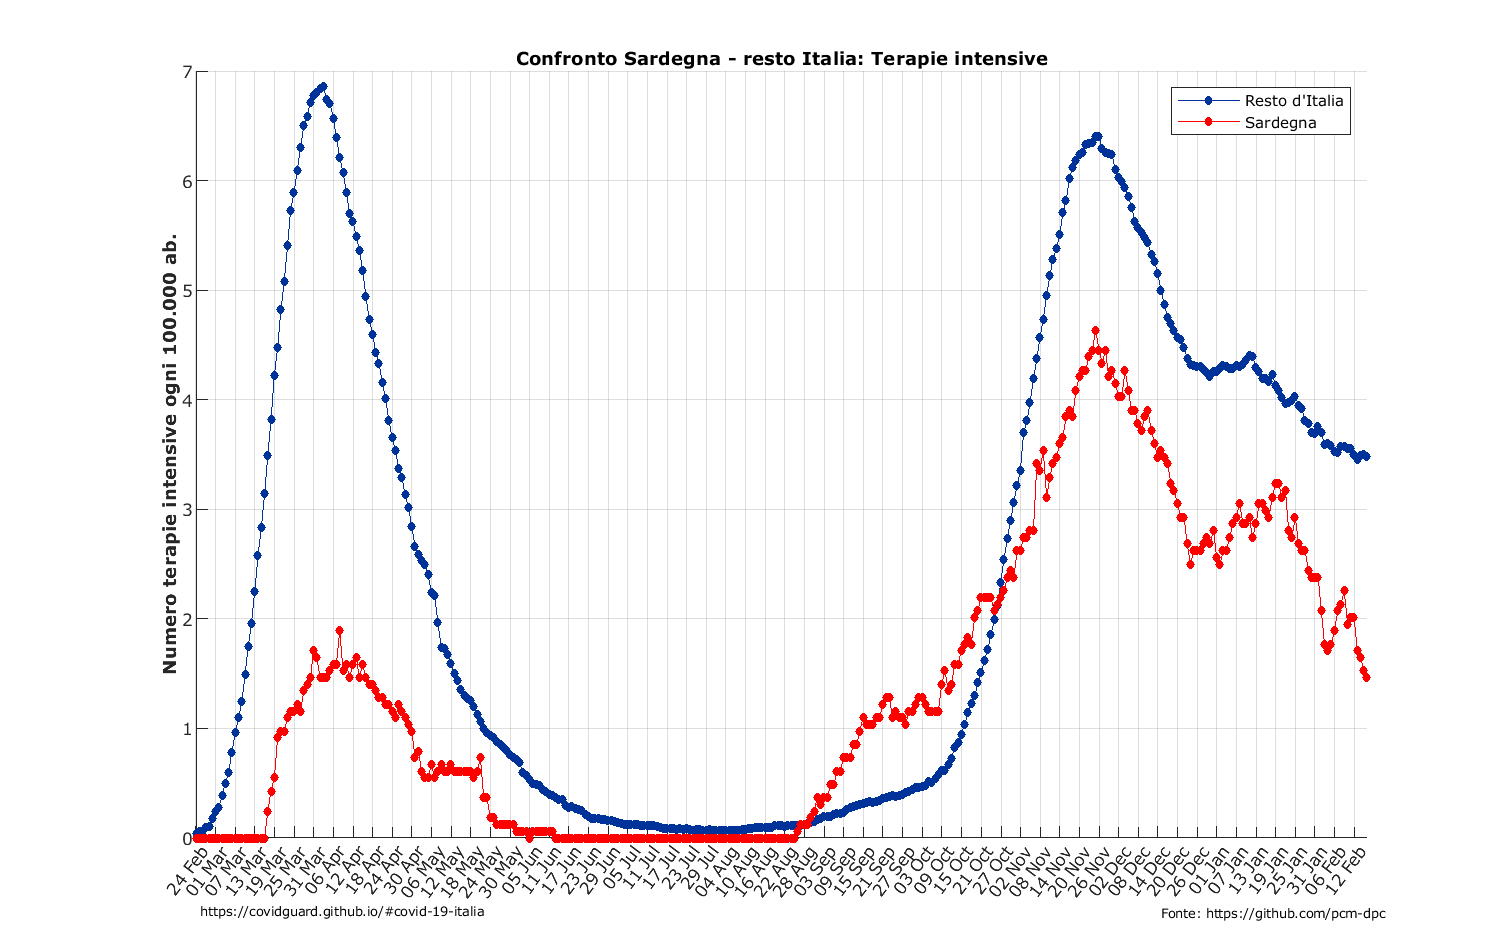 Confronto Sardegna - resto Italia: Terapie intensive
Resto d'Italia
Sardegna
Numero terapie intensive ogni 100.000 ab.
7
6
5
4
3
2
1
0
24 Feb
01 Mar
07 Mar
13 Mar
19 Mar
25 Mar
31 Mar
06 Apr
12 Apr
18 Apr
24 Apr
30 Apr
06 May
12 May
18 May
24 May
30 May
05 Jun
11 Jun
17 Jun
23 Jun
29 Jun
05 Jul
11 Jul
17 Jul
23 Jul
29 Jul
04 Aug
10 Aug
16 Aug
22 Aug
28 Aug
03 Sep
09 Sep
15 Sep
21 Sep
27 Sep
03 Oct
09 Oct
15 Oct
21 Oct
27 Oct
02 Nov
08 Nov
14 Nov
20 Nov
26 Nov
02 Dec
08 Dec
14 Dec
20 Dec
26 Dec
01 Jan
07 Jan
13 Jan
19 Jan
25 Jan
31 Jan
06 Feb
12 Feb
https://covidguard.github.io/#covid-19-italia
Fonte: https://github.com/pcm-dpc